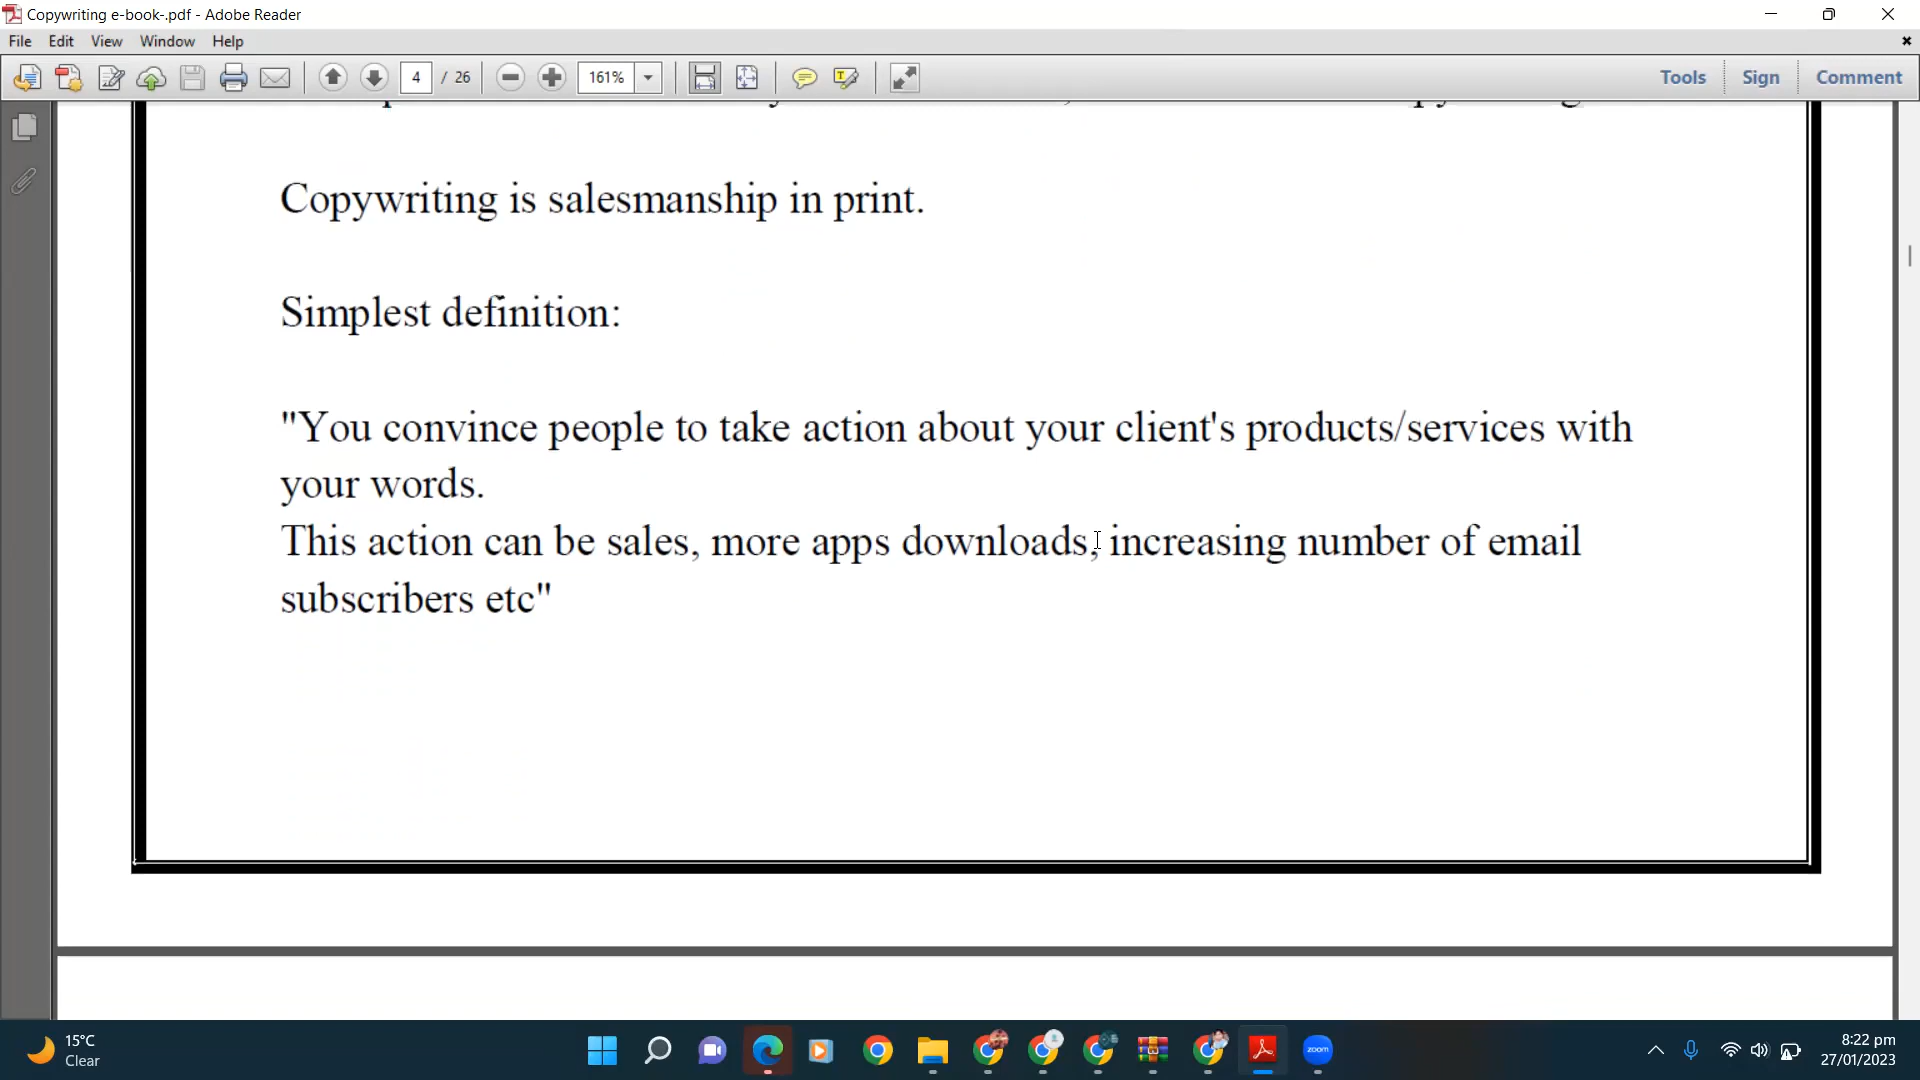 Copywriting e-book-.pdf - Adobe Reader
File Edit View Window Help
4 / 26 161% Tools Sign Comment
Copywriting is salesmanship in print.
Simplest definition:
"You convince people to take action about your client's products/services with
your words.
This action can be sales, more apps downloads, increasing number of email
subscribers etc"
15°C
Clear
zoom
8:22 pm
27/01/2023